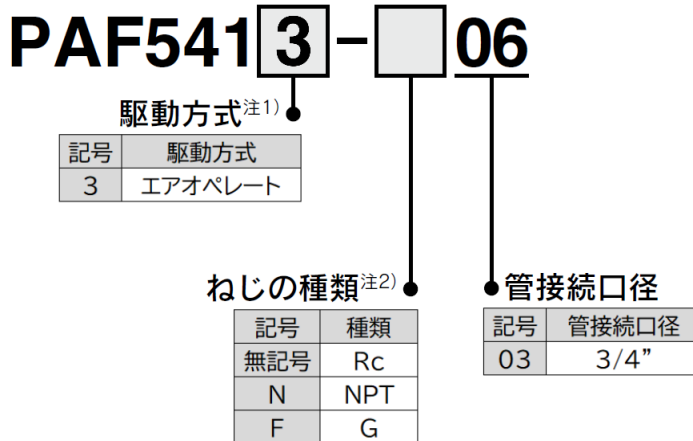 PAF5413-□06
駆動方式注1)
記号 駆動方式
3 エアオペレート
ねじの種類注2)
記号 種類
無記号 Rc
N NPT
F G
管接続口径
記号 管接続口径
03 3/4”